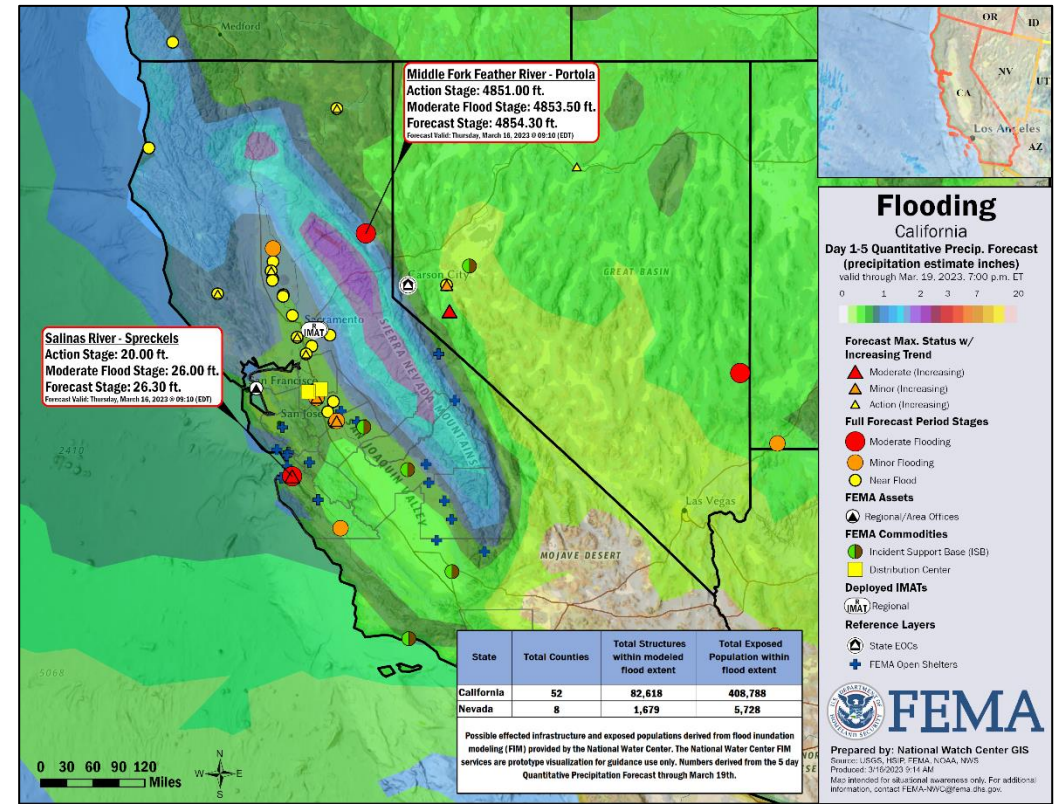 Medford
Middle Fork Feather River - Portola
Action Stage: 4851.00 ft.
Moderate Flood Stage: 4853.50 ft.
Forecast Stage: 4854.30 ft.
Forecast Valid: Thursday, March 16, 2023 @ 09:10 (EDT)
Carson City
GREAT BASIN
Sacramento
R
IMAT
SIERRA NEVADA MOUNTAINS
Salinas River - Spreckels
Action Stage: 20.00 ft.
Moderate Flood Stage: 26.00 ft.
Forecast Stage: 26.30 ft.
Forecast Valid: Thursday, March 16, 2023 @ 09:10 (EDT)
San Francisco
San Jose
SAN JOAQUIN VALLEY
2410
Las Vegas
MOJAVE DESERT
5068
0 30 60 90 120
Miles
N
W
E
S
State
Total Counties
Total Structures within modeled flood extent
Total Exposed Population within flood extent
California 52 82,618 408,788
Nevada 8 1,679 5,728
Possible effected infrastructure and exposed populations derived from flood inundation
modeling (FIM) provided by the National Water Center. The National Water Center FIM
services are prototype visualization for guidance use only. Numbers derived from the 5 day
Quantitative Precipitation Forecast through March 19th.
OR
ID
NV
UT
CA
Los Angeles
AZ
Flooding
California
Day 1-5 Quantitative Precip. Forecast
(precipitation estimate inches)
valid through Mar. 19, 2023, 7:00 p.m. ET
0 1 2 3 7 20
Forecast Max. Status w/
Increasing Trend
Moderate (Increasing)
Minor (Increasing)
Action (Increasing)
Full Forecast Period Stages
Moderate Flooding
Minor Flooding
Near Flood
FEMA Assets
Regional/Area Offices
FEMA Commodities
Incident Support Base (ISB)
Distribution Center
Deployed IMATs
R
IMAT
Regional
Reference Layers
State EOCs
FEMA Open Shelters
U.S. DEPARTMENT OF
HOMELAND SECURITY
FEMA
Prepared by: National Watch Center GIS
Source: USGS, HSIP, FEMA, NOAA, NWS
Produced: 3/16/2023 9:14 AM
Map intended for situational awareness only. For additional
information, contact FEMA-NWC@fema.dhs.gov.